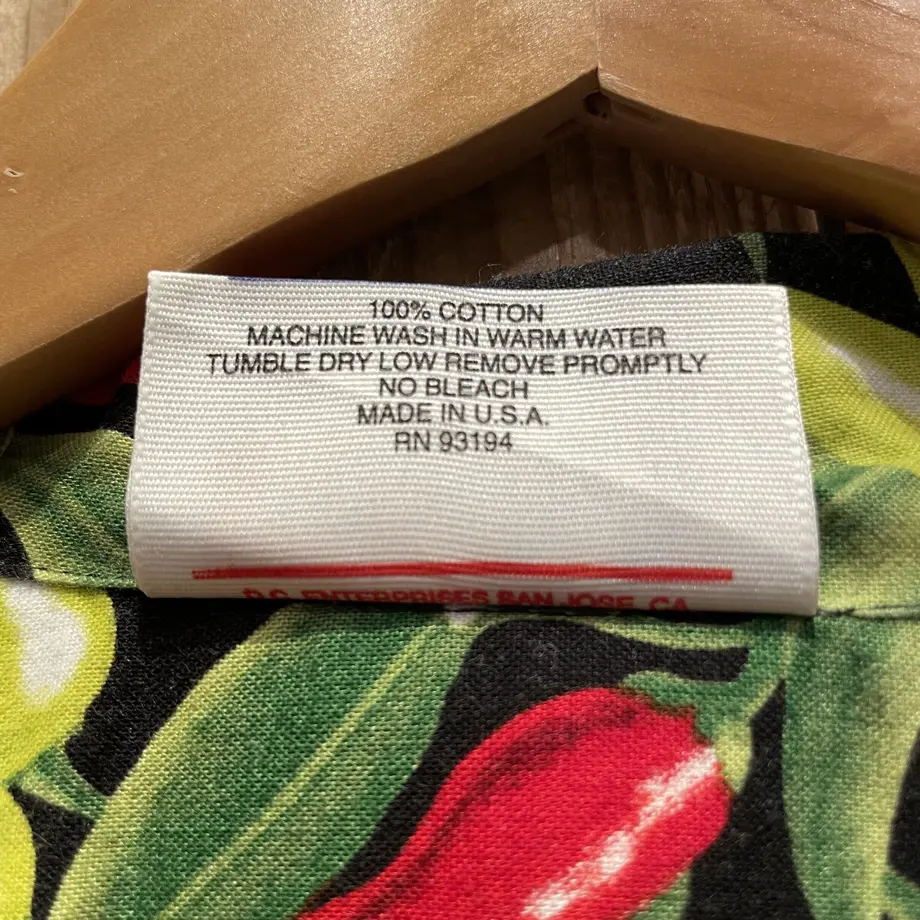 100% COTTON
MACHINE WASH IN WARM WATER
TUMBLE DRY LOW REMOVE PROMPTLY
NO BLEACH
MADE IN U.S.A.
RN 93194
ENTERPRISES SAN JOSE, CA